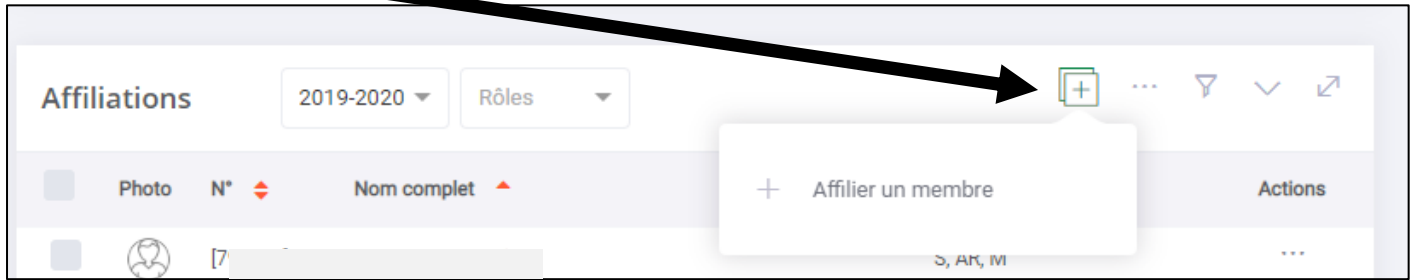 Affiliations 2019-2020 Rôles
Photo N° Nom complet Actions
Affilier un membre
S, AR, M